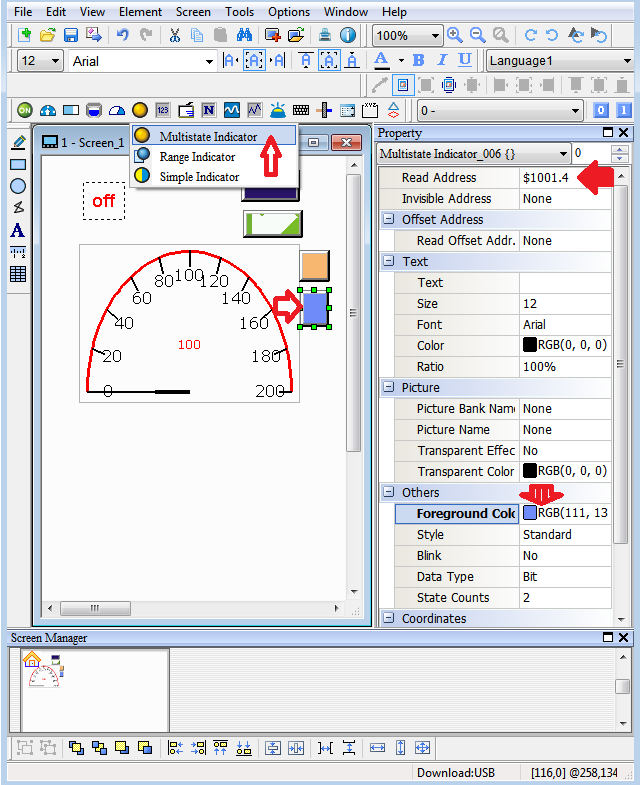 File Edit View Element Screen Tools Options Window Help
100%
12 Arial A B I U Language1
ON 123 N XYZ 0 - 0 1
1 - Screen_1
Multistate Indicator
Range Indicator
Simple Indicator
off
0 20 40 60 80 100 120 140 160 180 200
100
Property
Multistate Indicator_006 {} 0
Read Address $1001.4
Invisible Address None
Offset Address
Read Offset Addr. None
Text
Text
Size 12
Font Arial
Color RGB(0, 0, 0)
Ratio 100%
Picture
Picture Bank Nam None
Picture Name None
Transparent Effec No
Transparent Color RGB(0, 0, 0)
Others
Foreground Col RGB(111, 13
Style Standard
Blink No
Data Type Bit
State Counts 2
Coordinates
Screen Manager
Download:USB [116,0] @258,134